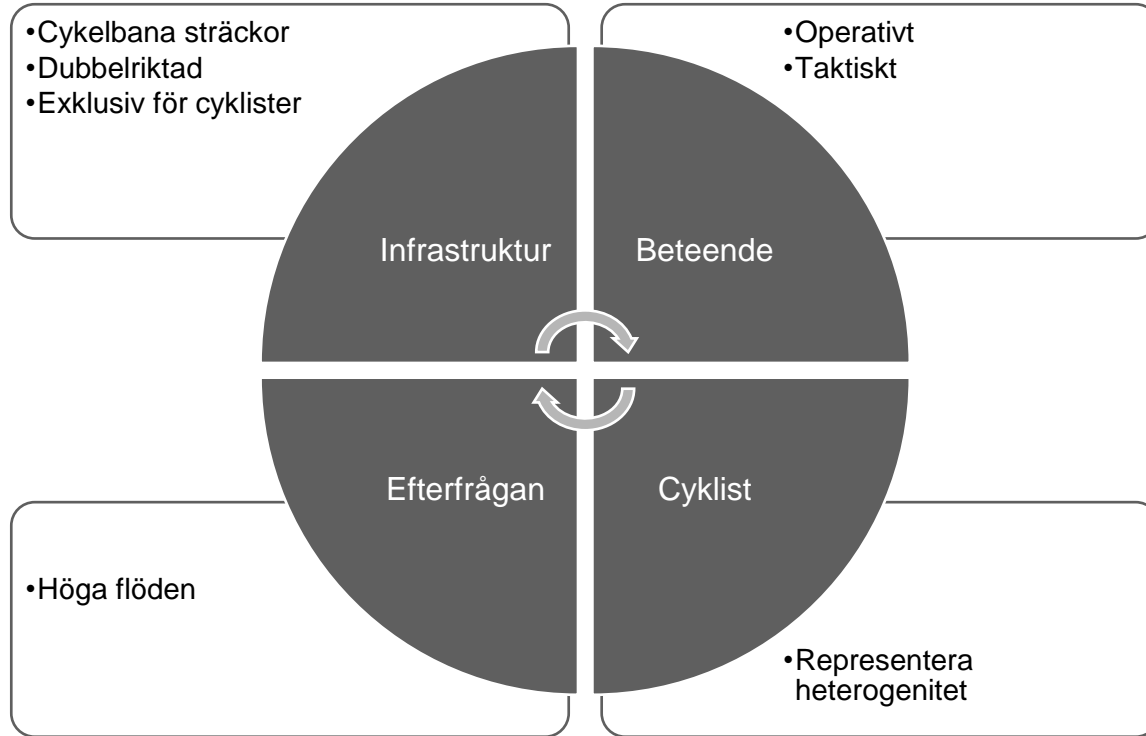 •Cykelbana sträckor
•Dubbelriktad
•Exklusiv för cyklister
•Operativt
•Taktiskt
Infrastruktur
Beteende
Efterfrågan
Cyklist
•Höga flöden
•Representera
heterogenitet